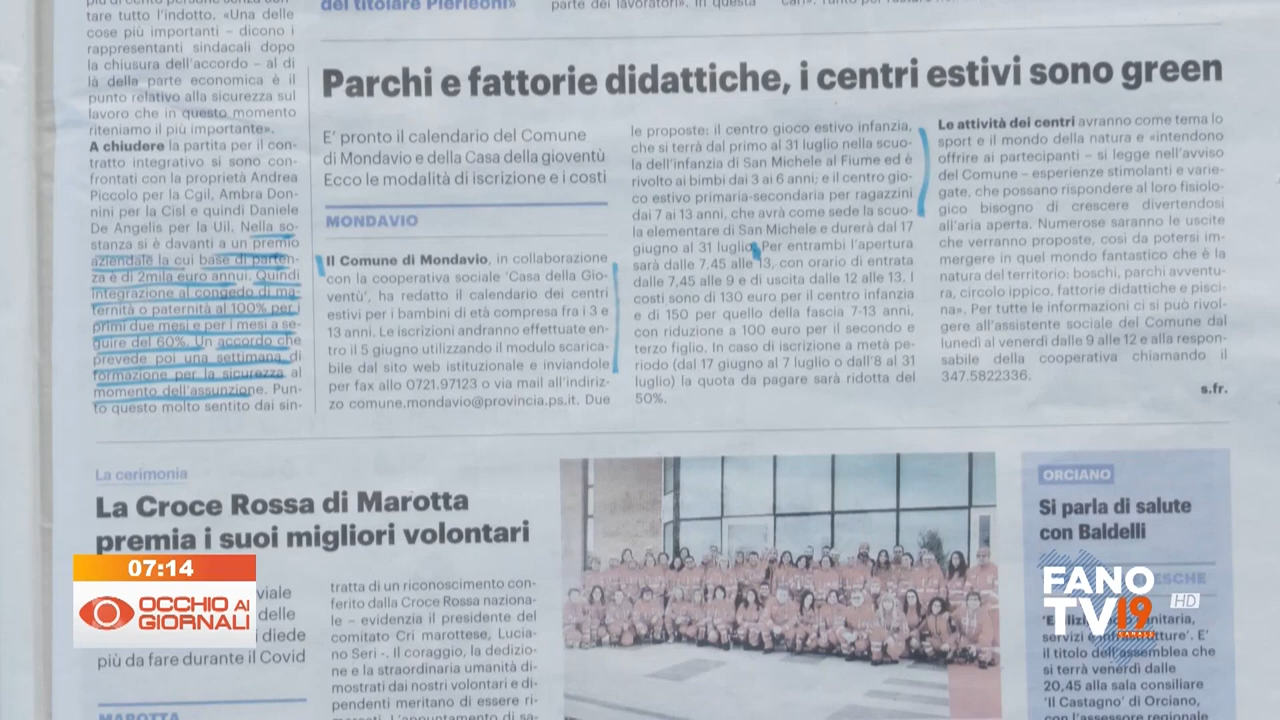 tare tutto l'indotto. «Una delle
cose più importanti – dicono i
rappresentanti sindacali dopo
la chiusura dell'accordo – al di
là della parte economica è il
punto relativo alla sicurezza sul
lavoro che in questo momento
riteniamo il più importante».
A chiudere la partita per il con-
tratto integrativo si sono con-
frontati con la proprietà Andrea
Piccolo per la Cgil, Ambra Don-
nini per la Cisl e quindi Daniele
De Angelis per la Uil. Nella so-
stanza si è davanti a un premio
aziendale la cui base di parten-
za è di 2mila euro annui. Quindi
integrazione al congedo di ma-
ternità o paternità al 100% per
primi due mesi e per i mesi a se-
guire del 60%. Un accordo che
prevede poi una settimana di
formazione per la sicurezza al
momento dell'assunzione. Pun-
to questo molto sentito dai sin-
del titolare Pierleoni»
parte dei lavoratori». In questa
Parchi e fattorie didattiche, i centri estivi sono green
E' pronto il calendario del Comune
di Mondavio e della Casa della gioventù
Ecco le modalità di iscrizione e i costi
MONDAVIO
Il Comune di Mondavio, in collaborazione
con la cooperativa sociale 'Casa della Gio-
ventù', ha redatto il calendario dei centri
estivi per i bambini di età compresa fra i 3 e
13 anni. Le iscrizioni andranno effettuate en-
tro il 5 giugno utilizzando il modulo scarica-
bile dal sito web istituzionale e inviandole
per fax allo 0721.97123 o via mail all'indiriz-
zo comune.mondavio@provincia.ps.it. Due
le proposte: il centro gioco estivo infanzia,
che si terrà dal primo al 31 luglio nella scuo-
la dell'infanzia di San Michele al Fiume ed è
rivolto ai bimbi dai 3 ai 6 anni; e il centro gio-
co estivo primaria-secondaria per ragazzini
dai 7 ai 13 anni, che avrà come sede la scuo-
la elementare di San Michele e durerà dal 17
giugno al 31 luglio. Per entrambi l'apertura
sarà dalle 7,45 alle 13, con orario di entrata
dalle 7,45 alle 9 e di uscita dalle 12 alle 13. I
costi sono di 130 euro per il centro infanzia
e di 150 per quello della fascia 7-13 anni,
con riduzione a 100 euro per il secondo e
terzo figlio. In caso di iscrizione a metà pe-
riodo (dal 17 giugno al 7 luglio o dall'8 al 31
luglio) la quota da pagare sarà ridotta del
50%.
Le attività dei centri avranno come tema lo
sport e il mondo della natura e «intendono
offrire ai partecipanti – si legge nell'avviso
del Comune – esperienze stimolanti e varie-
gate, che possano rispondere al loro fisiolo-
gico bisogno di crescere divertendosi
all'aria aperta. Numerose saranno le uscite
che verranno proposte, così da potersi im-
mergere in quel mondo fantastico che è la
natura del territorio: boschi, parchi avventu-
ra, circolo ippico, fattorie didattiche e pisci-
na». Per tutte le informazioni ci si può rivol-
gere all'assistente sociale del Comune dal
lunedì al venerdì dalle 9 alle 12 e alla respon-
sabile della cooperativa chiamando il
347.5822336.
s.fr.
La cerimonia
La Croce Rossa di Marotta
premia i suoi migliori volontari
viale
delle
diede
più da fare durante il Covid
MAROTTA
tratta di un riconoscimento con-
ferito dalla Croce Rossa naziona-
le – evidenzia il presidente del
comitato Cri marottese, Lucia-
no Seri -. Il coraggio, la dedizio-
ne e la straordinaria umanità di-
mostrati dai nostri volontari e di-
pendenti meritano di essere ri-
ORCIANO
Si parla di salute
con Baldelli
servizi
E'
il titolo dell'assemblea che
si terrà venerdì dalle
20,45 alla sala consiliare
'Il Castagno' di Orciano,
con l'assessore regionale
07:14
OCCHIO AI
GIORNALI
FANO
TV 19
HD